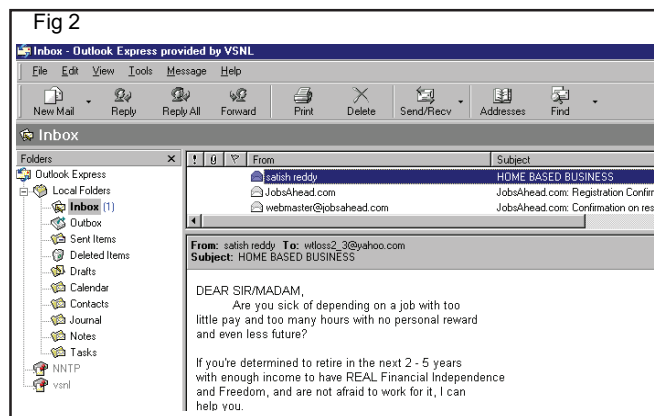 Fig 2
Inbox - Outlook Express provided by VSNL
File Edit View Tools Message Help
New Mail Reply Reply All Forward Print Delete Send/Recv Addresses Find
Inbox
Folders
! From Subject
Outlook Express
satish reddy HOME BASED BUSINESS
Local Folders
JobsAhead.com JobsAhead.com: Registration Confir
Inbox (1)
webmaster@jobsahead.com JobsAhead.com: Confirmation on res
Outbox
Sent Items
Deleted Items
Drafts
Calendar
Contacts
Journal
Notes
Tasks
NNTP
vsnl
From: satish reddy To: wtloss2_3@yahoo.com
Subject: HOME BASED BUSINESS
DEAR SIR/MADAM,
Are you sick of depending on a job with too
little pay and too many hours with no personal reward
and even less future?
If you're determined to retire in the next 2 - 5 years
with enough income to have REAL Financial Independence
and Freedom, and are not afraid to work for it, I can
help you.